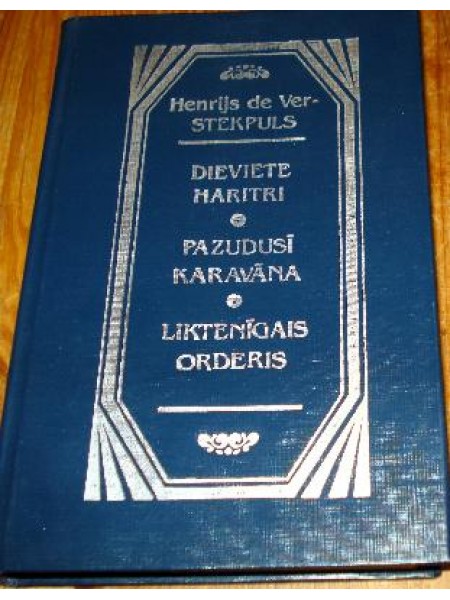 Henrijs de Ver-
STEKPULS
DIEVIETE
HARITRI
PAZUDUSĪ
KARAVĀNA
LIKTENĪGAIS
ORDERIS